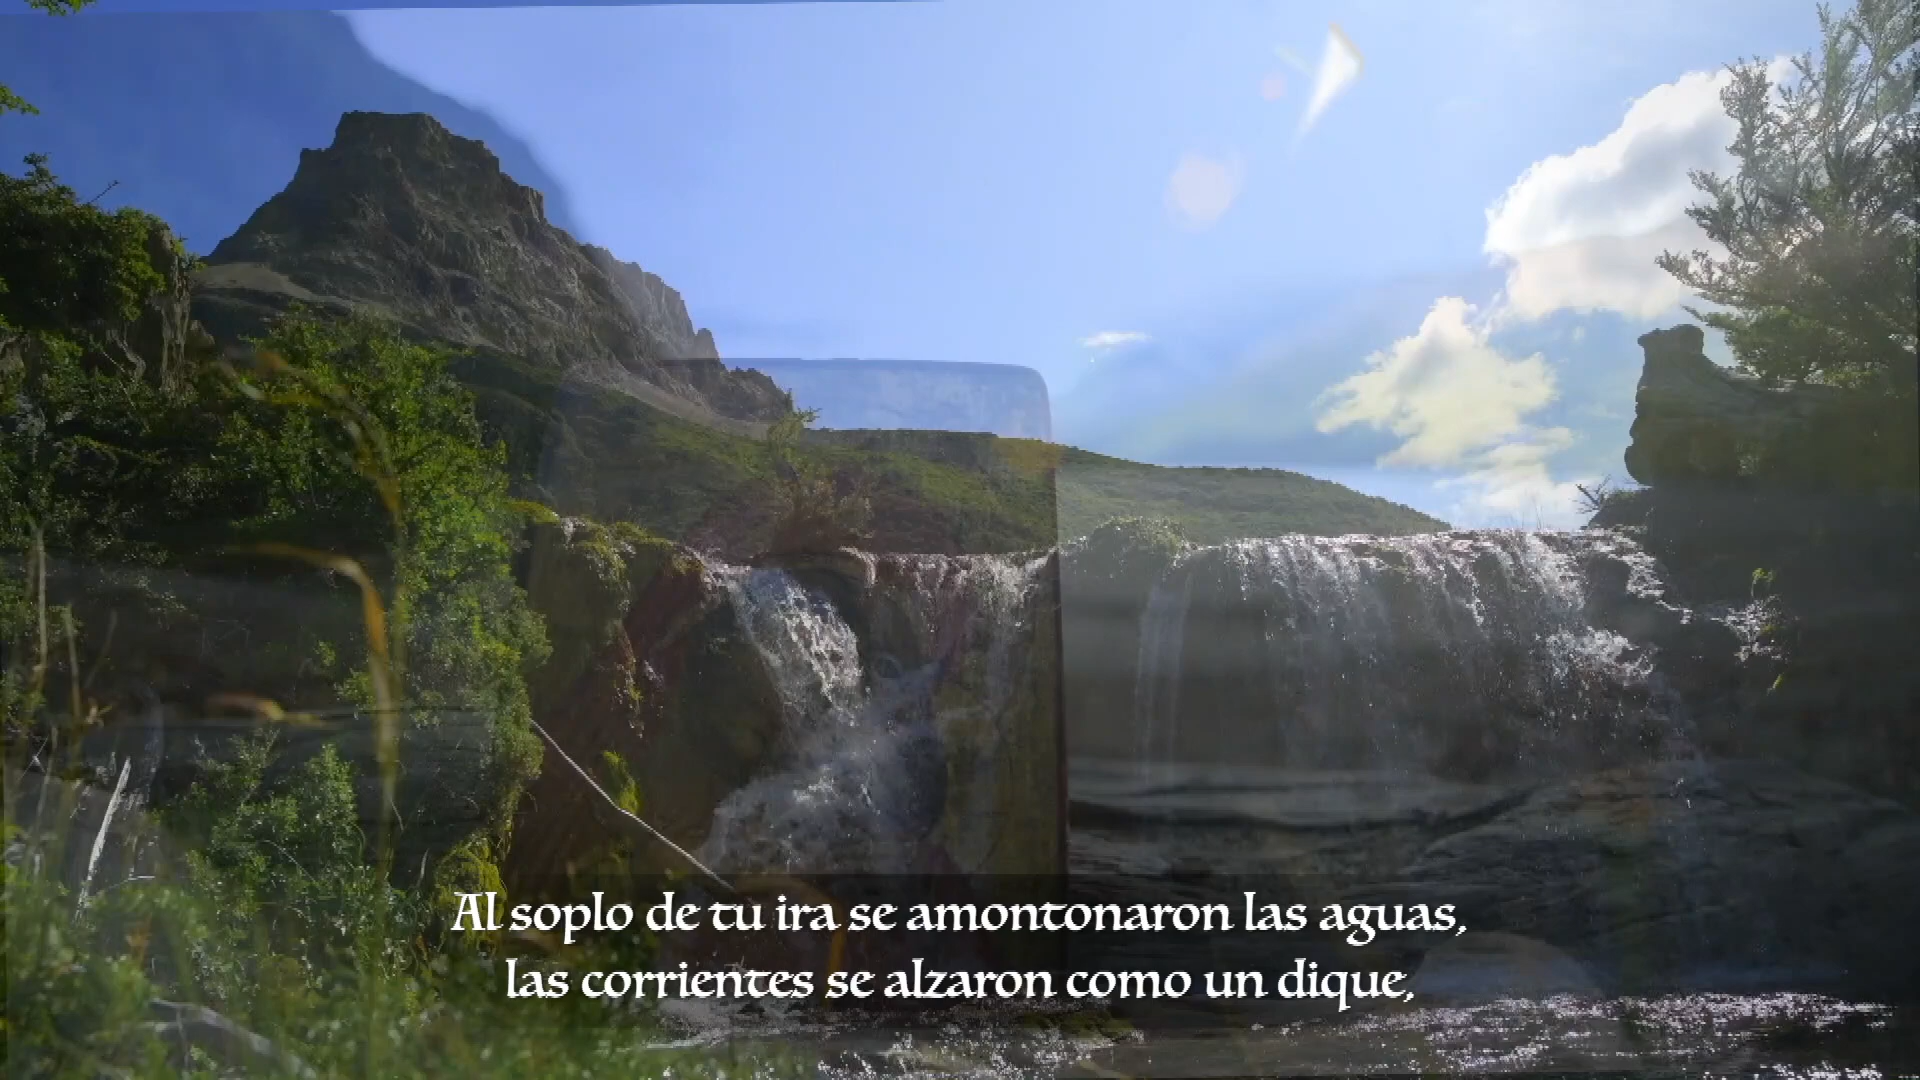 Al soplo de tu ira se amontonaron las aguas,
las corrientes se alzaron como un dique,